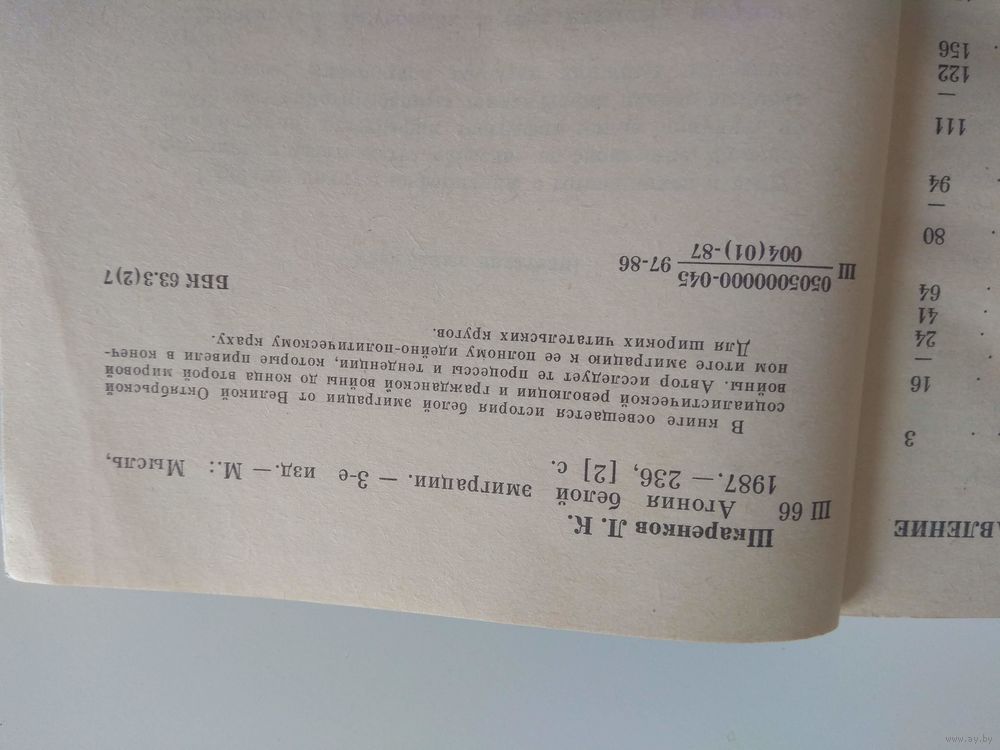 Шкаренков Л. К.
Ш 66 Агония белой эмиграции. — 3-е изд.— М.: Мысль,
1987.— 236, [2] с.
В книге освещается история белой эмиграции от Великой Октябрьской
социалистической революции и гражданской войны до конца второй мировой
войны. Автор исследует те процессы и тенденции, которые привели в конеч-
ном итоге эмиграцию к полному ее идейно-политическому краху.
Для широких читательских кругов.
Ш 0505000000-045 97-86
004(01)-87
ББК 63.3(2)7
ВЛЕНИЕ
3
16
—
24
41
64
80
—
94
111
—
122
156
www.ay.by